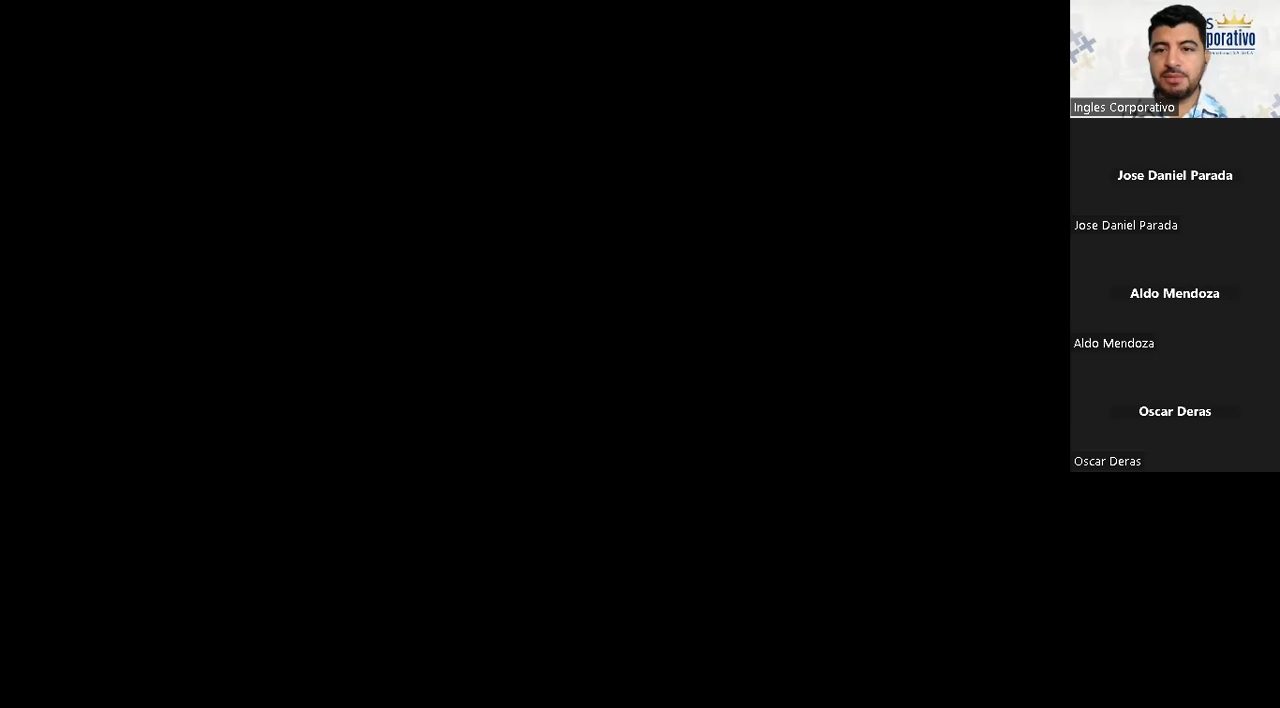 S
porativo
Ingles Corporativo
Jose Daniel Parada
Jose Daniel Parada
Aldo Mendoza
Aldo Mendoza
Oscar Deras
Oscar Deras